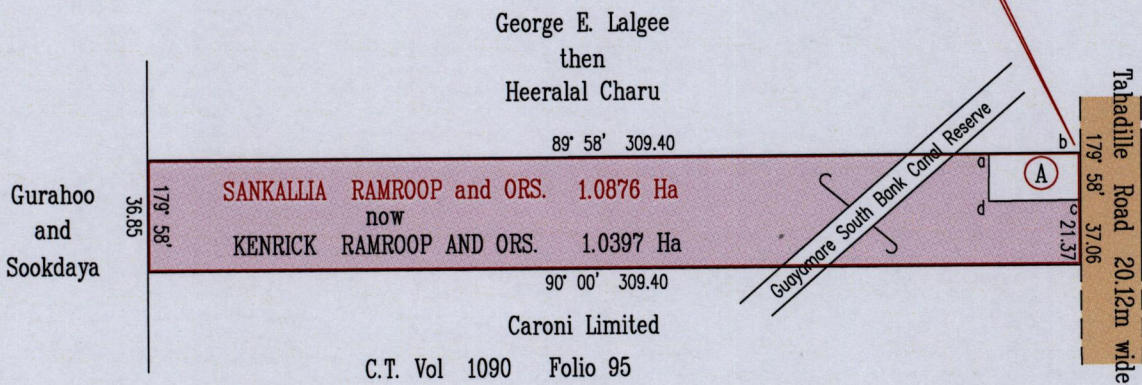 George E. Lalgee
then
Heeralal Charu
89° 58' 309.40
Guayamare South Bank Canal Reserve
b
a
A
d
c
Tahadille Road 20.12m wide
179° 58' 37.06
21.37
Gurahoo
and
Sookdaya
36.85
179° 58'
SANKALLIA RAMROOP and ORS. 1.0876 Ha
now
KENRICK RAMROOP AND ORS. 1.0397 Ha
90° 00' 309.40
Caroni Limited
C.T. Vol 1090 Folio 95